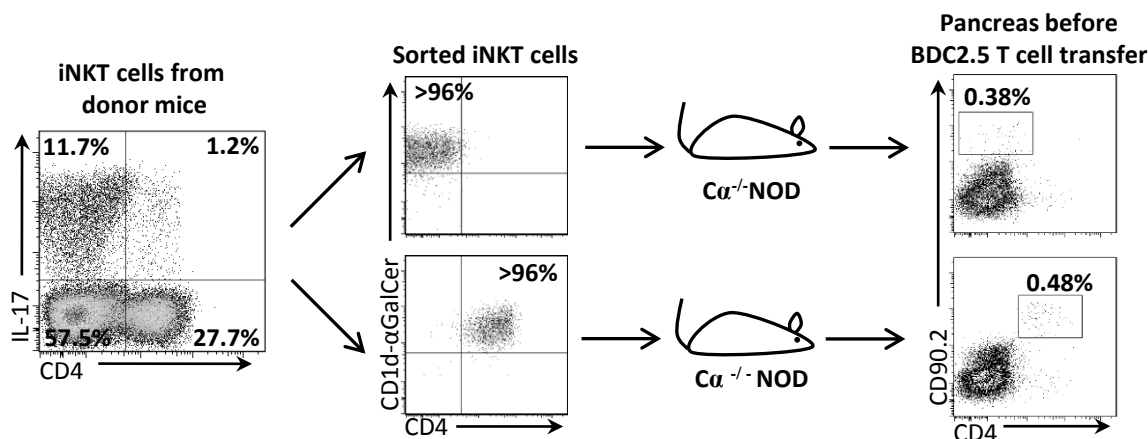 Pancreas before
BDC2.5 T cell transfer
Sorted iNKT cells
iNKT cells from
donor mice
11.7%
1.2%
57.5%
27.7%
IL-17
CD4
>96%
>96%
CD1d-αGalCer
CD4
Cα-/-NOD
Cα -/- NOD
0.38%
0.48%
CD90.2
CD4